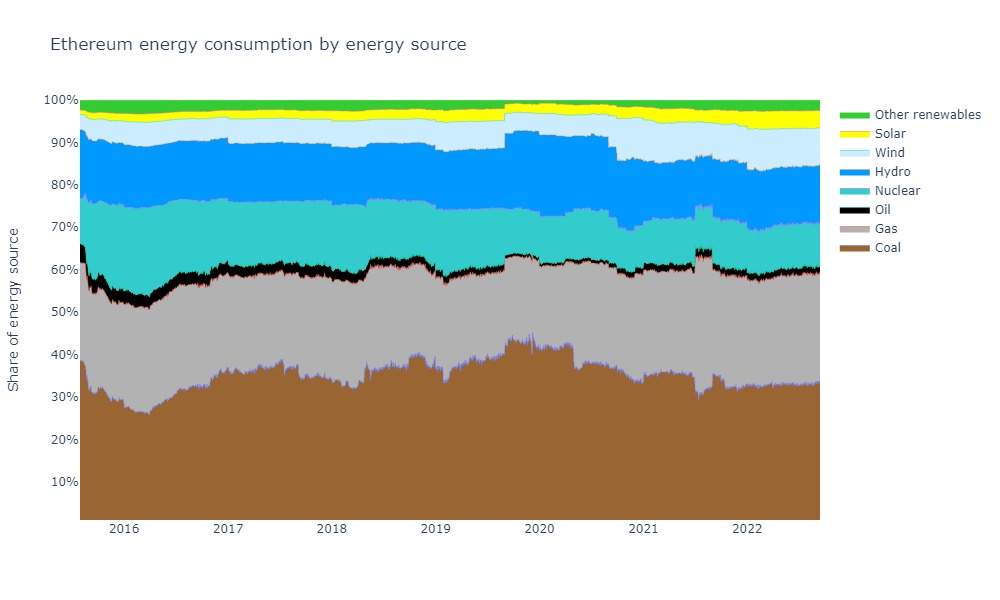 Ethereum energy consumption by energy source
Share of energy source
100%
90%
80%
70%
60%
50%
40%
30%
20%
10%
2016 2017 2018 2019 2020 2021 2022
Other renewables
Solar
Wind
Hydro
Nuclear
Oil
Gas
Coal